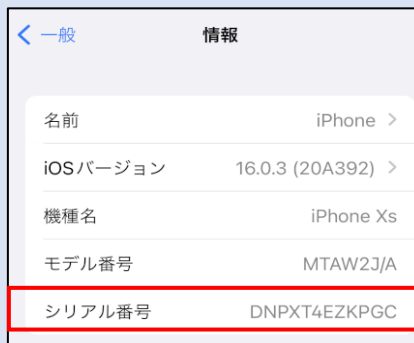 一般
情報
名前 iPhone
iOSバージョン 16.0.3 (20A392)
機種名 iPhone Xs
モデル番号 MTAW2J/A
シリアル番号 DNPXT4EZKPGC